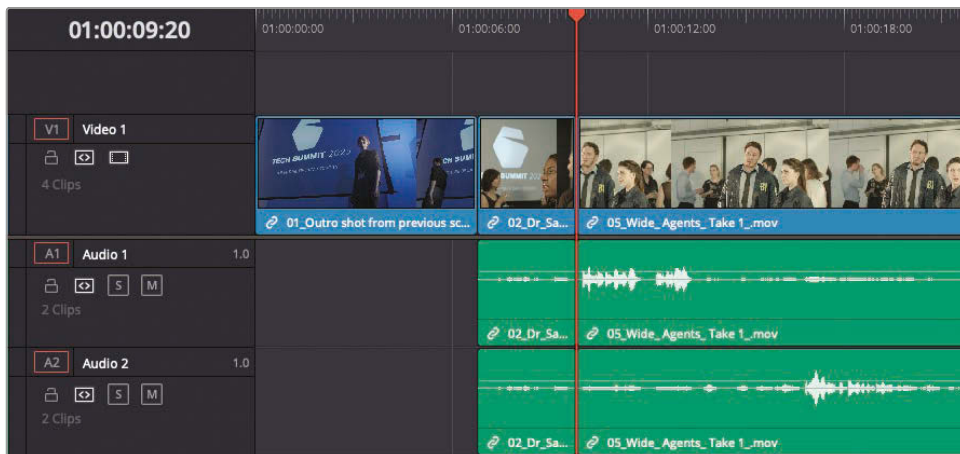 01:00:09:20
01:00:00:00
01:00:06:00
01:00:12:00
01:00:18:00
V1 Video 1
4 Clips
TECH SUMMIT 2025
SUMMIT
01_Outro shot from previous sc...
02_Dr_Sa...
05_Wide_Agents_Take 1_.mov
A1 Audio 1 1.0
S M
2 Clips
02_Dr_Sa...
05_Wide_Agents_Take 1_.mov
A2 Audio 2 1.0
S M
2 Clips
02_Dr_Sa...
05_Wide_Agents_Take 1_.mov